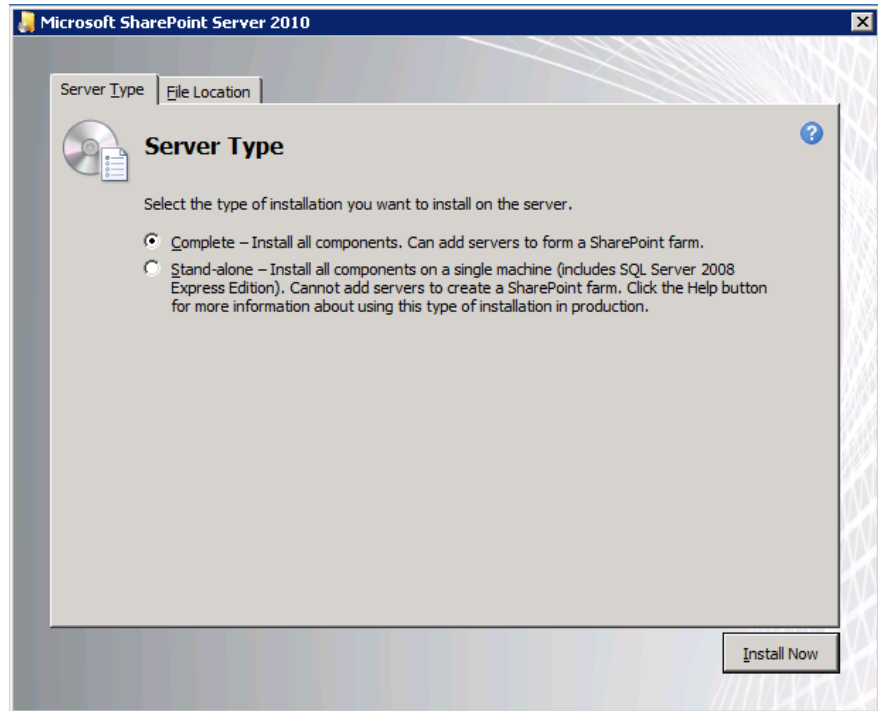 Microsoft SharePoint Server 2010
Server Type
File Location
Server Type
Select the type of installation you want to install on the server.
Complete – Install all components. Can add servers to form a SharePoint farm.
Stand-alone – Install all components on a single machine (includes SQL Server 2008
Express Edition). Cannot add servers to create a SharePoint farm. Click the Help button
for more information about using this type of installation in production.
Install Now